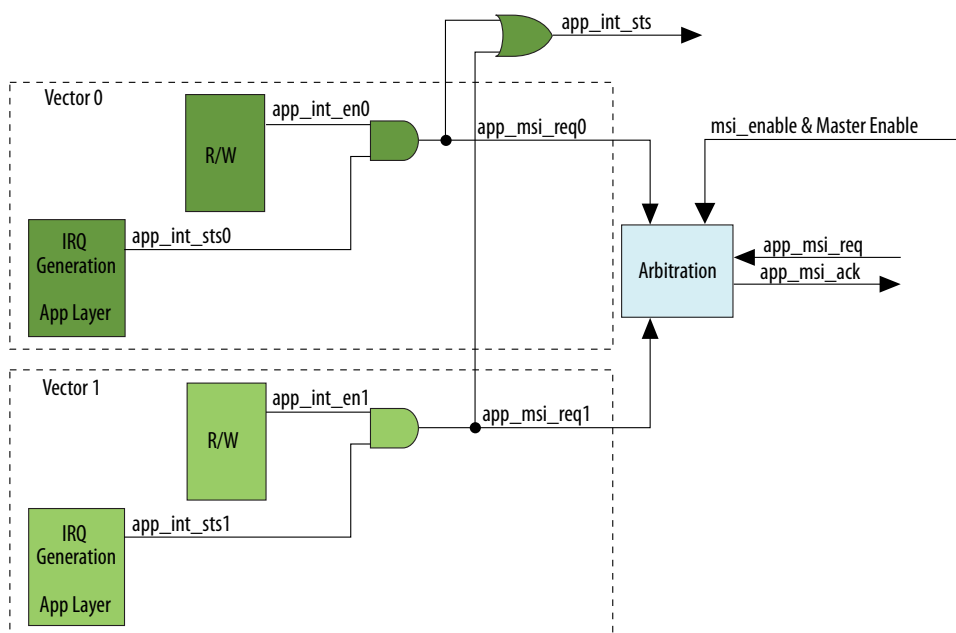 app_int_sts
Vector 0
app_int_en0
R/W
app_msi_req0
msi_enable & Master Enable
IRQ
Generation
App Layer
app_int_sts0
Arbitration
app_msi_req
app_msi_ack
Vector 1
app_int_en1
R/W
app_msi_req1
IRQ
Generation
App Layer
app_int_sts1